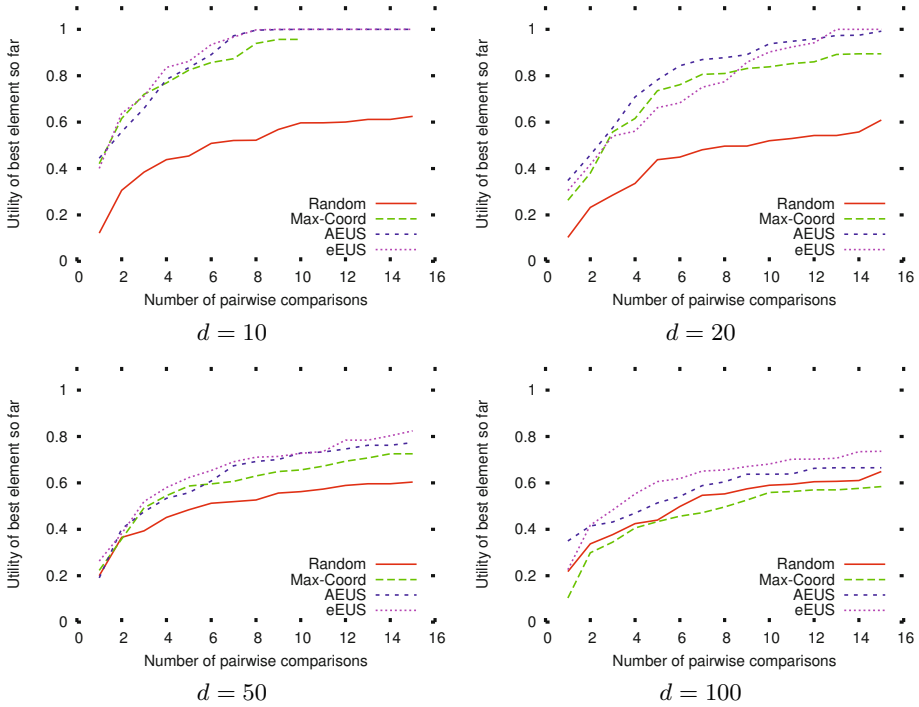 Utility of best element so far
1
0.8
0.6
0.4
0.2
0
0 2 4 6 8 10 12 14 16
Number of pairwise comparisons
Random
Max-Coord
AEUS
eEUS
d = 10
Utility of best element so far
1
0.8
0.6
0.4
0.2
0
0 2 4 6 8 10 12 14 16
Number of pairwise comparisons
Random
Max-Coord
AEUS
eEUS
d = 20
Utility of best element so far
1
0.8
0.6
0.4
0.2
0
0 2 4 6 8 10 12 14 16
Number of pairwise comparisons
Random
Max-Coord
AEUS
eEUS
d = 50
Utility of best element so far
1
0.8
0.6
0.4
0.2
0
0 2 4 6 8 10 12 14 16
Number of pairwise comparisons
Random
Max-Coord
AEUS
eEUS
d = 100